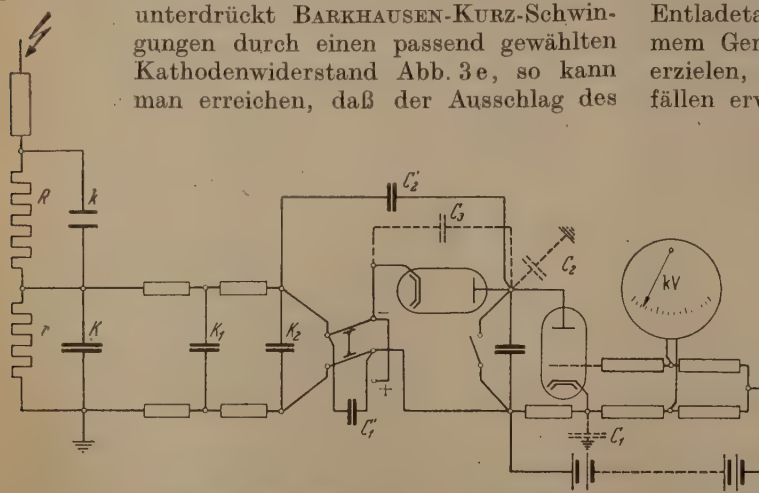 unterdrückt BARKHAUSEN-KURZ-Schwin-
gungen durch einen passend gewählten
Kathodenwiderstand Abb. 3e, so kann
man erreichen, daß der Ausschlag des
Entladeta
mem Ger
erzielen,
fällen erw
R
k
C₂'
C₃
C₂
kV
r
K
K₁
K₂
-
+
C₁'
C₁